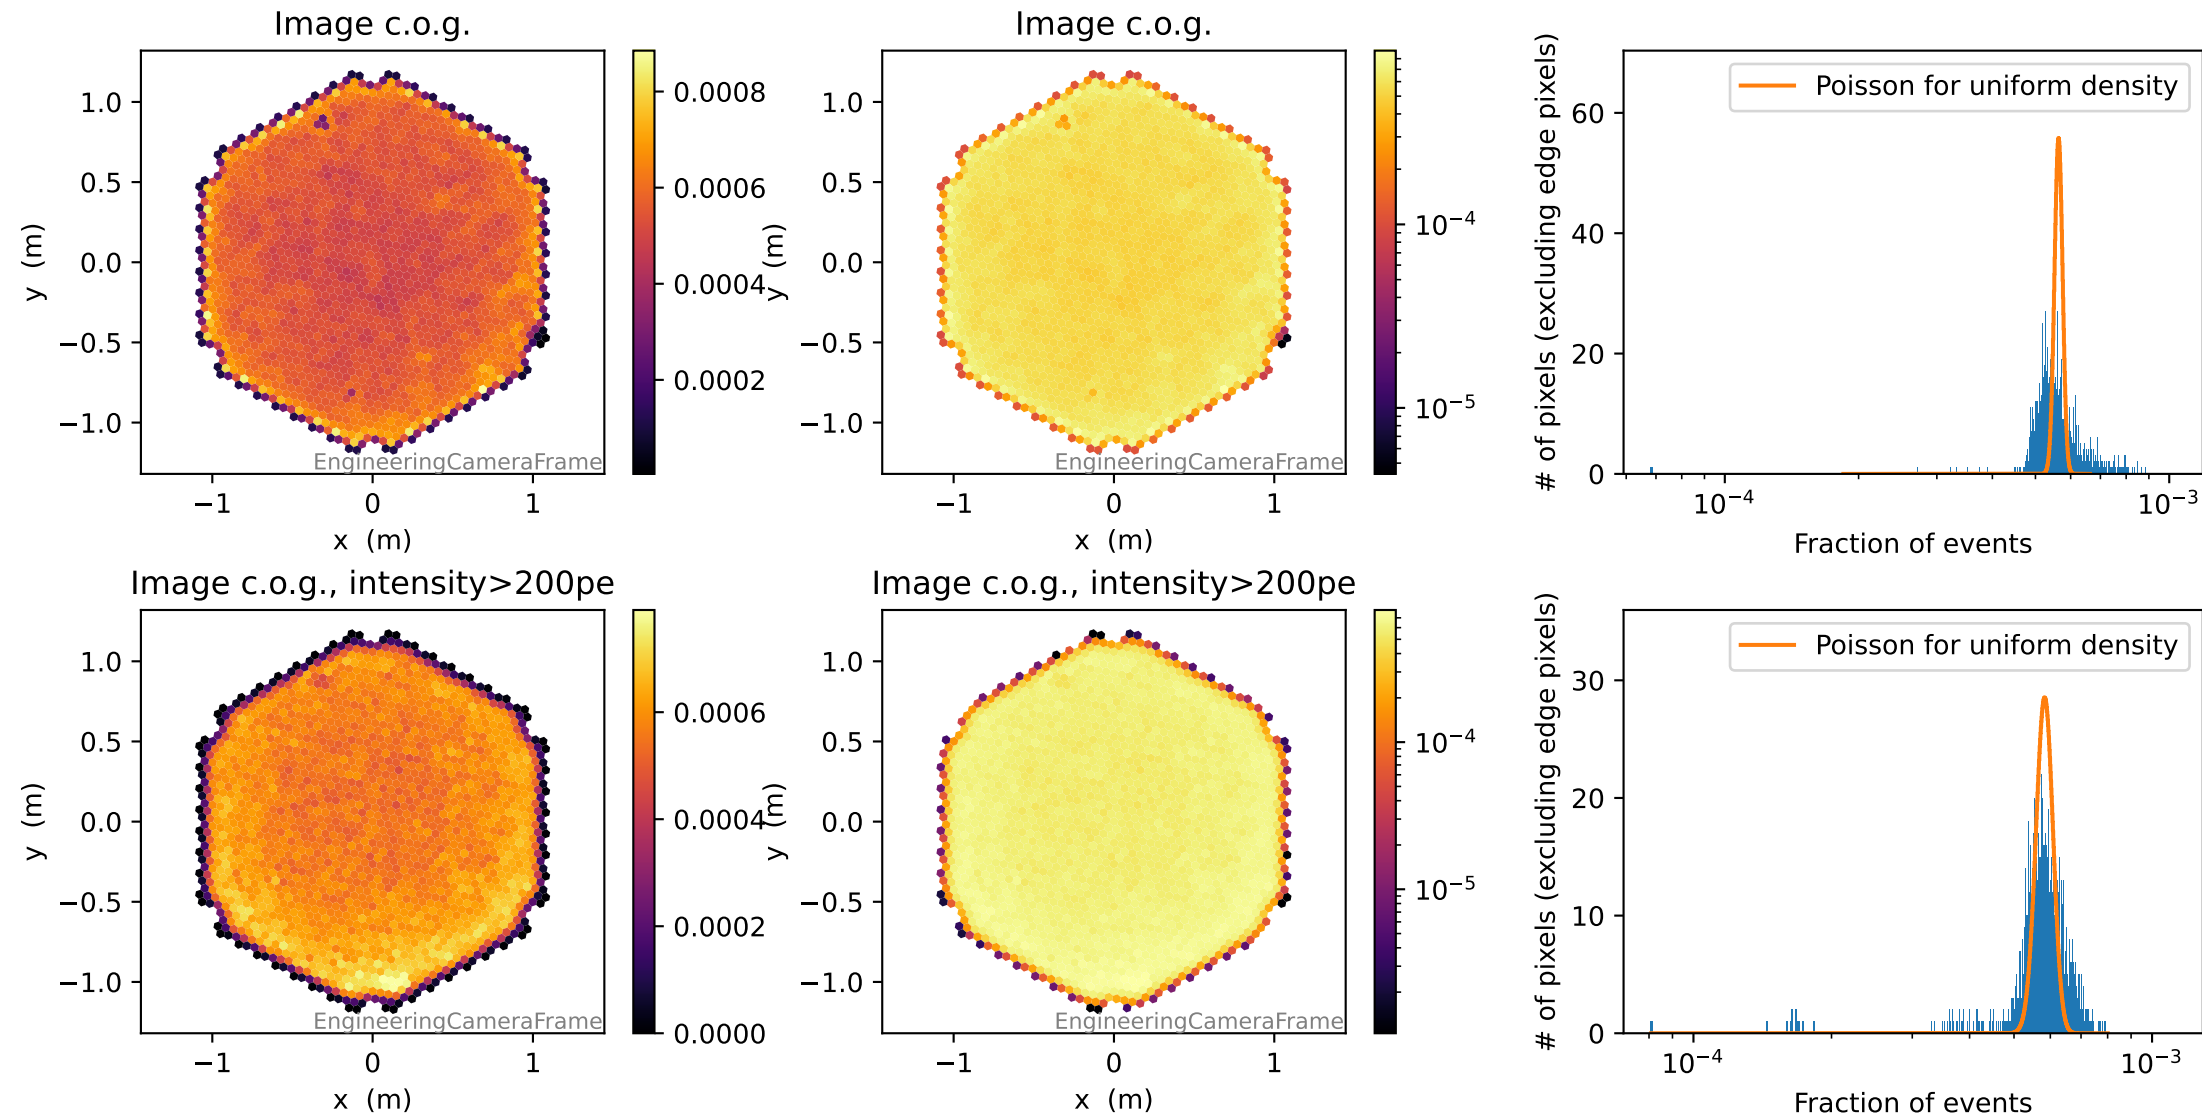 Image c.o.g.
1.0
0.5
0.0
−0.5
−1.0
y (m)
−1
0
1
x (m)
EngineeringCameraFrame
0.0008
0.0006
0.0004
0.0002
Image c.o.g.
1.0
0.5
0.0
−0.5
−1.0
y (m)
−1
0
1
x (m)
EngineeringCameraFrame
10⁻⁴
10⁻⁵
# of pixels (excluding edge pixels)
60
40
20
0
Poisson for uniform density
10⁻⁴
10⁻³
Fraction of events
Image c.o.g., intensity>200pe
1.0
0.5
0.0
−0.5
−1.0
y (m)
−1
0
1
x (m)
EngineeringCameraFrame
0.0006
0.0004
0.0002
0.0000
Image c.o.g., intensity>200pe
1.0
0.5
0.0
−0.5
−1.0
y (m)
−1
0
1
x (m)
EngineeringCameraFrame
10⁻⁴
10⁻⁵
# of pixels (excluding edge pixels)
30
20
10
0
Poisson for uniform density
10⁻⁴
10⁻³
Fraction of events